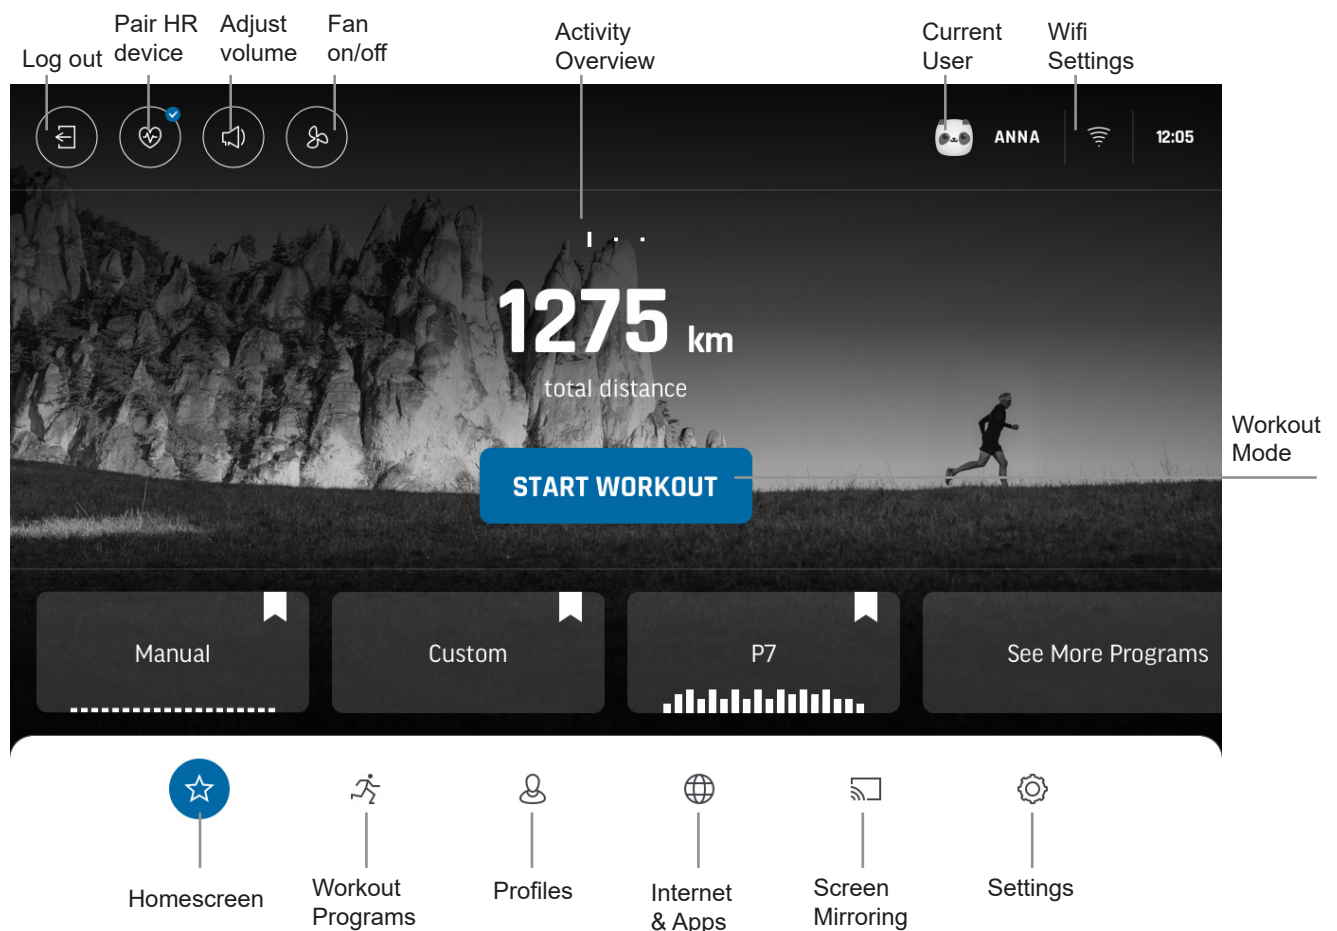 Log out
Pair HR
device
Adjust
volume
Fan
on/off
Activity
Overview
Current
User
Wifi
Settings
ANNA
12:05
1275 km
total distance
START WORKOUT
Workout
Mode
Manual
Custom
P7
See More Programs
Homescreen
Workout
Programs
Profiles
Internet
& Apps
Screen
Mirroring
Settings